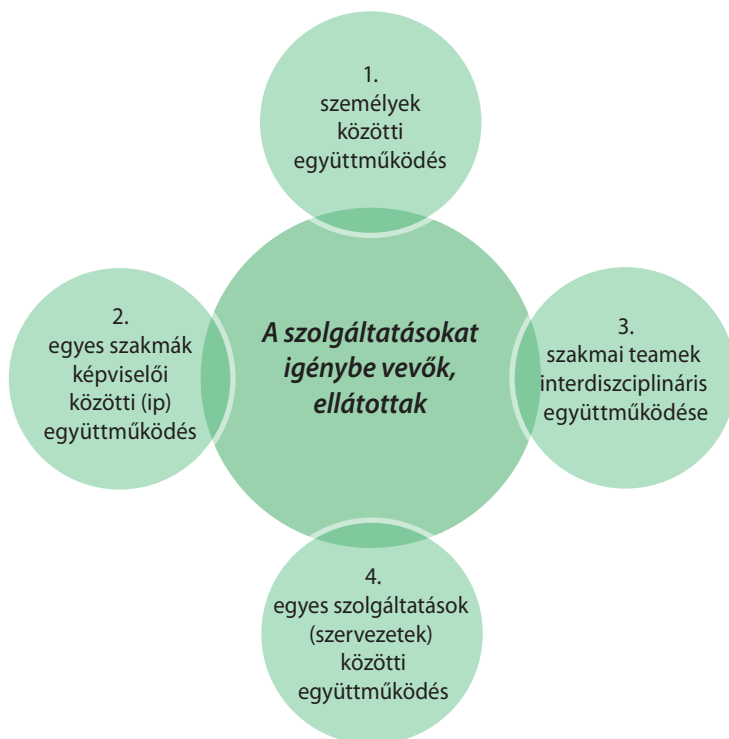 1.
személyek
közötti
együttműködés
2.
egyes szakmák
képviselői
közötti (ip)
együttműködés
A szolgáltatásokat
igénybe vevők,
ellátottak
3.
szakmai teamek
interdiszciplináris
együttműködése
4.
egyes szolgáltatások
(szervezetek)
közötti
együttműködés